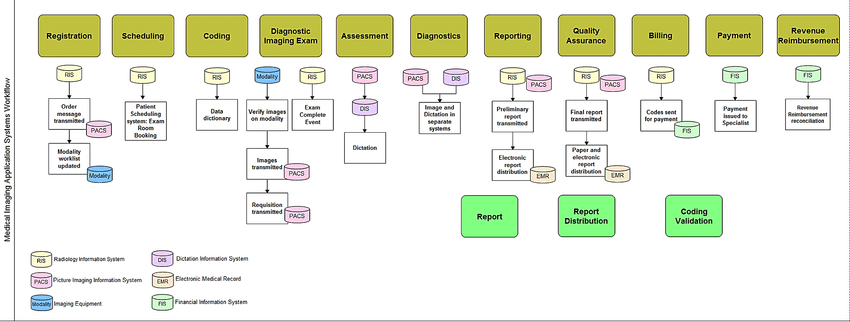 Medical Imaging Application Systems Workflow
Registration
Scheduling
Coding
Diagnostic
Imaging Exam
Assessment
Diagnostics
Reporting
Quality
Assurance
Billing
Payment
Revenue
Reimbursement
RIS
RIS
RIS
Modality
RIS
PACS
PACS
DIS
RIS
PACS
RIS
PACS
RIS
FIS
FIS
Order
message
transmitted
PACS
Modality
worklist
updated
Modality
Patient
Scheduling
system: Exam
Room
Booking
Data
dictionary
Verify images
on modality
Images
transmitted
PACS
Requisition
transmitted
PACS
Exam
Complete
Event
DIS
Dictation
Image and
Dictation in
separate
systems
Preliminary
report
transmitted
Electronic
report
distribution
EMR
Final report
transmitted
Paper and
electronic
report
distribution
EMR
Codes sent
for payment
FIS
Payment
issued to
Specialist
Revenue
Reimbursement
reconciliation
Report
Report
Distribution
Coding
Validation
RIS
Radiology Information System
PACS
Picture Imaging Information System
Modality
Imaging Equipment
DIS
Dictation Information System
EMR
Electronic Medical Record
FIS
Financial Information System